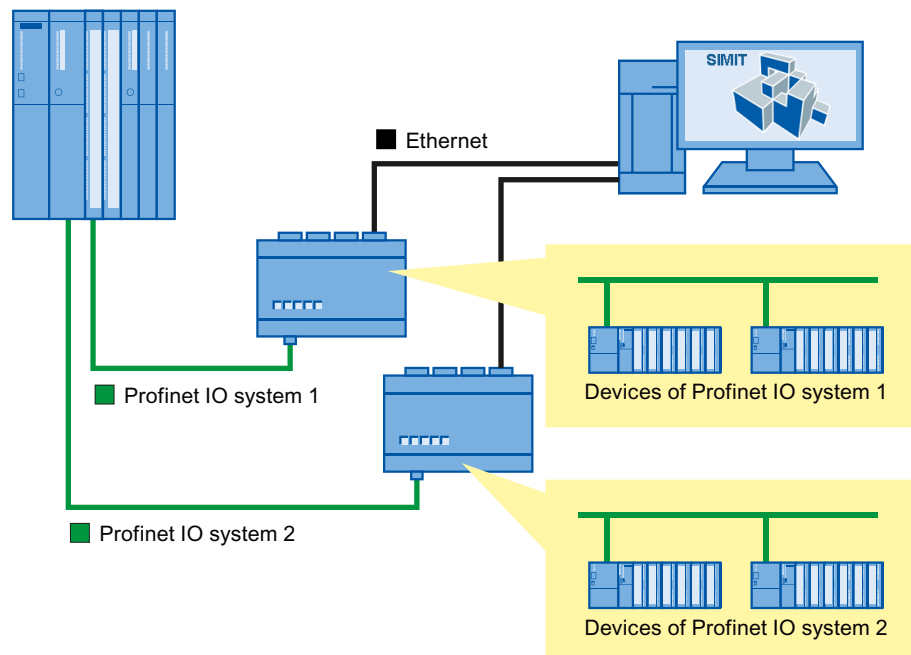 SIMIT
Ethernet
Profinet IO system 1
Devices of Profinet IO system 1
Profinet IO system 2
Devices of Profinet IO system 2